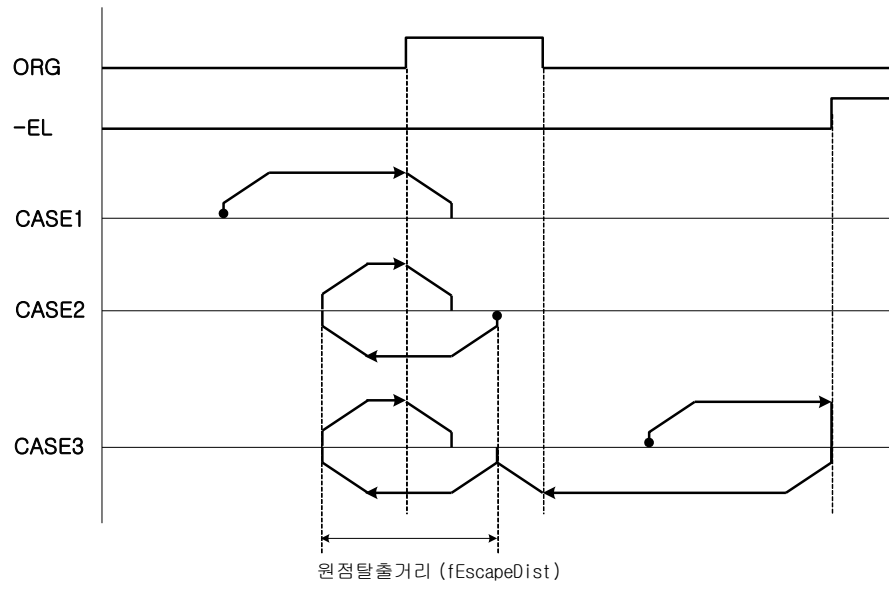 ORG
-EL
CASE1
CASE2
CASE3
원점탈출거리 (fEscapeDist)